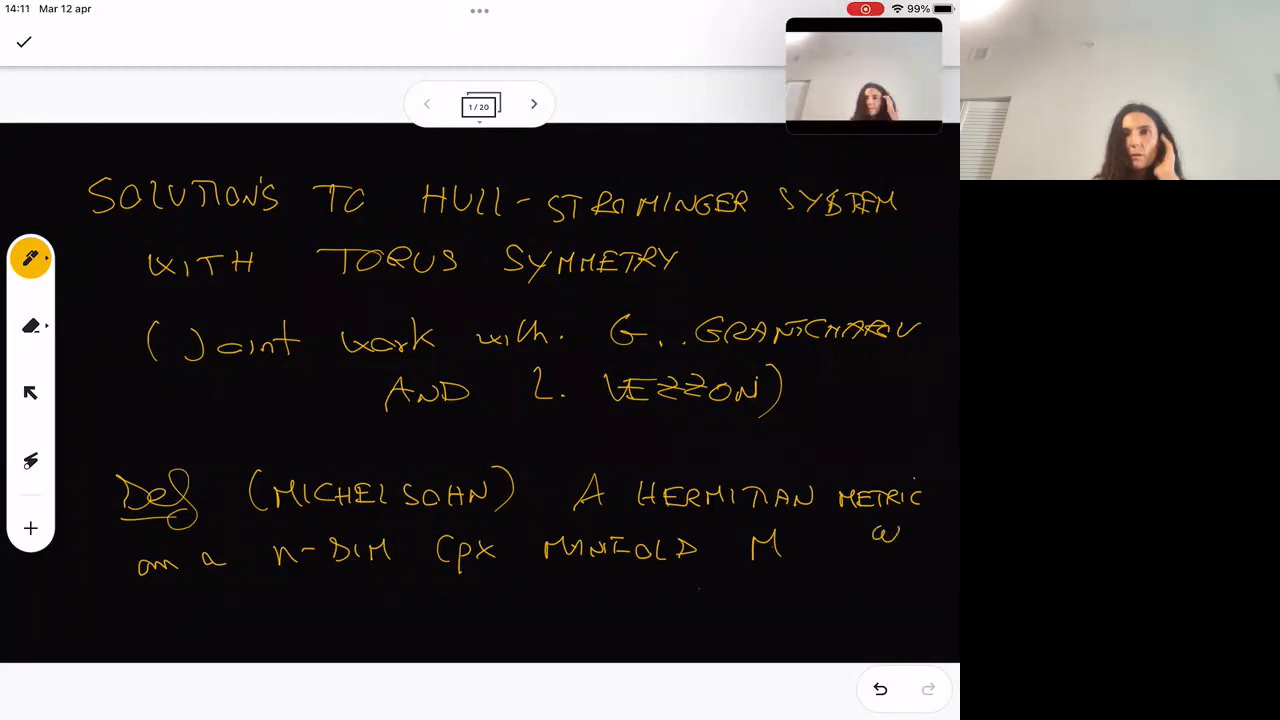 14:11 Mar 12 apr
99%
1 / 20
SOLUTIONS TO HULL-STROMINGER SYSTEM
WITH TORUS SYMMETRY
(Joint work with. G. GRANTCHAROV
AND L. VEZZONI)
Def (MICHELSOHN) A HERMITIAN METRIC ω
on a n-DIM CPX MANIFOLD M